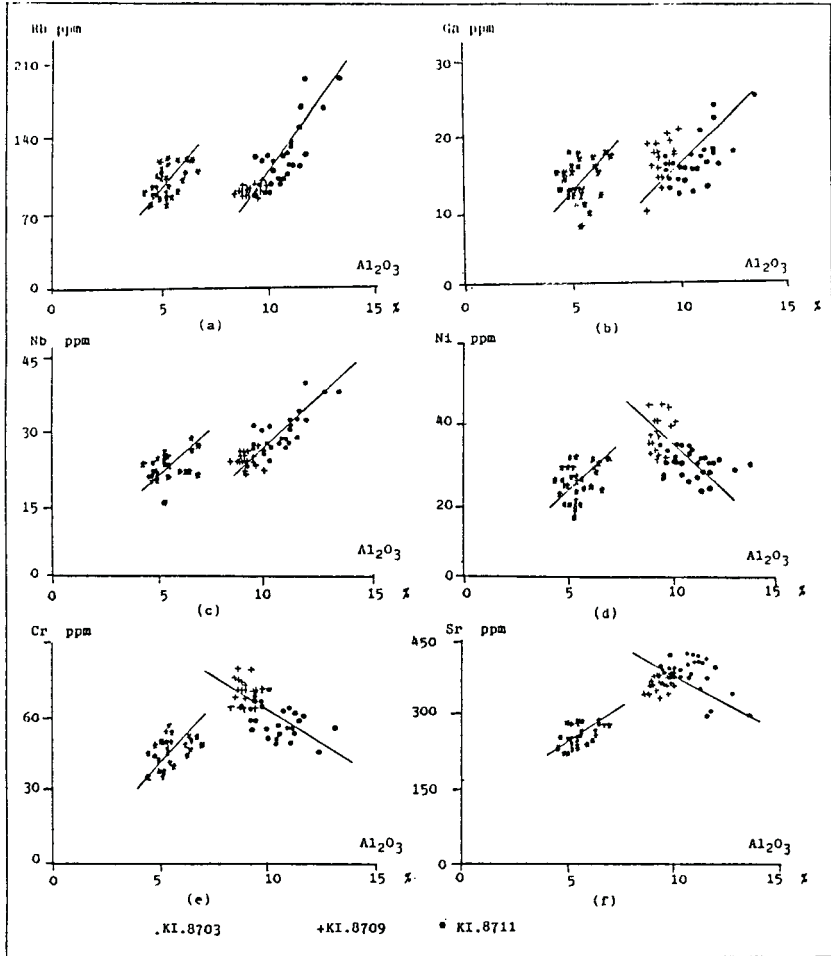 Rb ppm
210
140
70
0
Al₂O₃
0 5 10 15 %
(a)
Ga ppm
30
20
10
0
Al₂O₃
0 5 10 15 %
(b)
Nb ppm
45
30
15
0
Al₂O₃
0 5 10 15 %
(c)
Ni ppm
40
20
0
Al₂O₃
0 5 10 15 %
(d)
Cr ppm
60
30
0
Al₂O₃
0 5 10 15 %
(e)
Sr ppm
450
300
150
0
Al₂O₃
0 5 10 15 %
(f)
.KI.8703 +KI.8709 • KI.8711